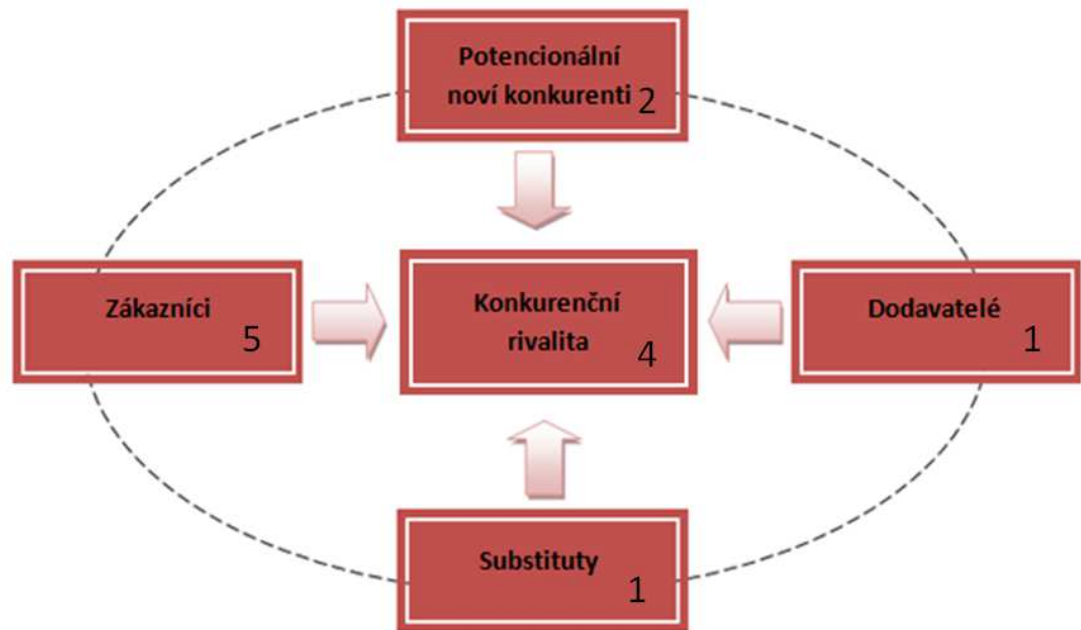 Potencionální
noví konkurenti 2
Zákazníci
5
Konkurenční
rivalita 4
Dodavatelé
1
Substituty
1